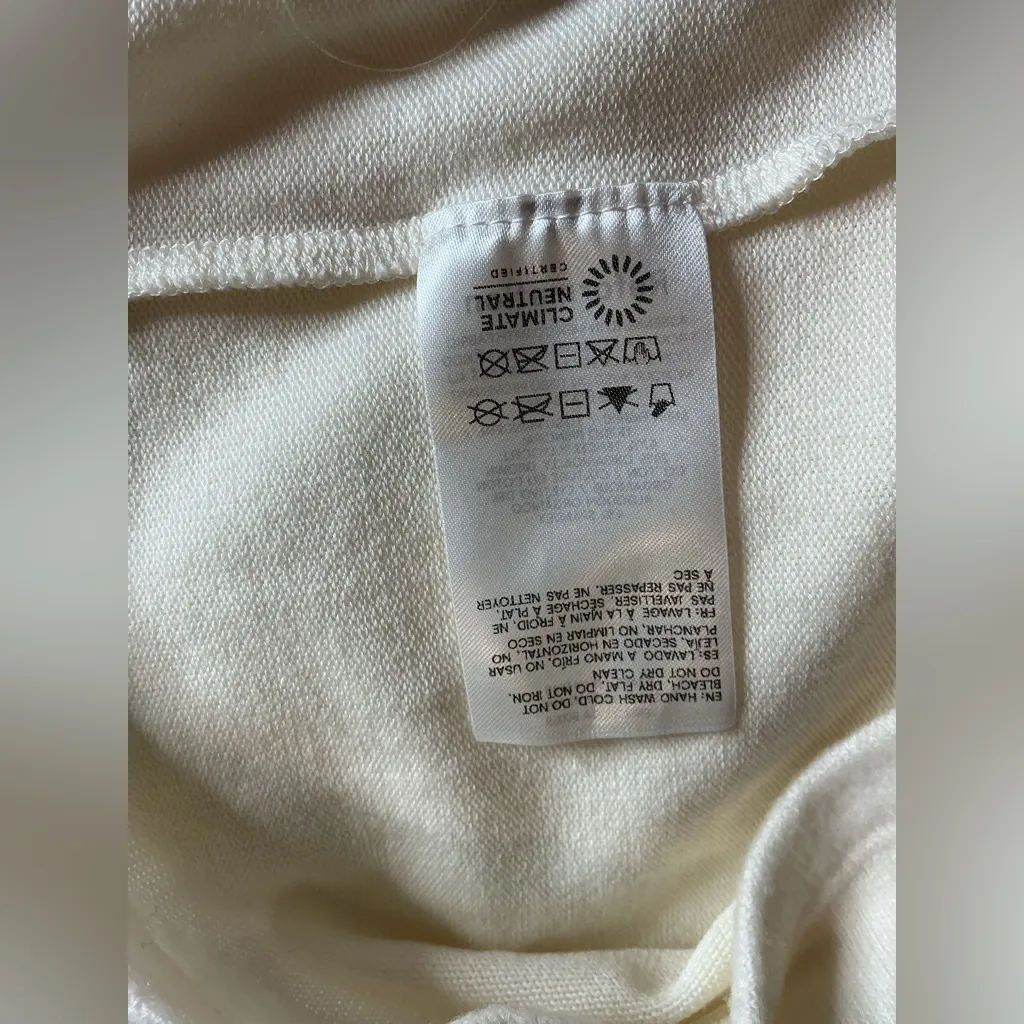 EN: HAND WASH COLD, DO NOT
BLEACH, DRY FLAT, DO NOT IRON,
DO NOT DRY CLEAN
ES: LAVADO A MANO FRÍO, NO USAR
LEJÍA, SECADO EN HORIZONTAL, NO
PLANCHAR, NO LIMPIAR EN SECO
FR: LAVAGE À LA MAIN À FROID, NE
PAS JAVELLISER, SÉCHAGE À PLAT,
NE PAS REPASSER, NE PAS NETTOYER
À SEC
CLIMATE
NEUTRAL
CERTIFIED